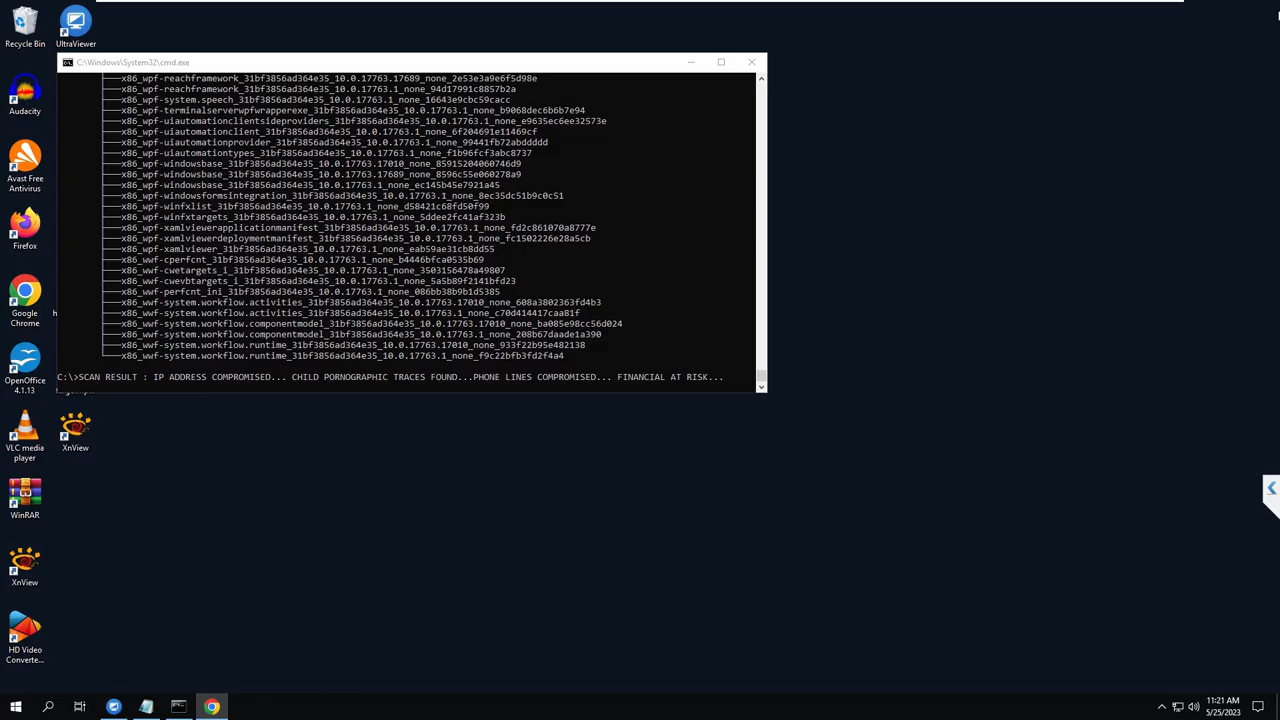 Recycle Bin
UltraViewer
Audacity
Avast Free
Antivirus
Firefox
Google
Chrome
OpenOffice
4.1.13
VLC media
player
XnView
WinRAR
XnView
HD Video
Converte...
C:\Windows\System32\cmd.exe
x86_wpf-reachframework_31bf3856ad364e35_10.0.17763.17689_none_2e53e3a9e6f5d98e
x86_wpf-reachframework_31bf3856ad364e35_10.0.17763.1_none_94d17991c8857b2a
x86_wpf-system.speech_31bf3856ad364e35_10.0.17763.1_none_16643e9cbc59cacc
x86_wpf-terminalserverwpfwrapperexe_31bf3856ad364e35_10.0.17763.1_none_b9068dec6b6b7e94
x86_wpf-uiautomationclientsideproviders_31bf3856ad364e35_10.0.17763.1_none_e9635ec6ee32573e
x86_wpf-uiautomationclient_31bf3856ad364e35_10.0.17763.1_none_6f204691e11469cf
x86_wpf-uiautomationprovider_31bf3856ad364e35_10.0.17763.1_none_99441fb72abddddd
x86_wpf-uiautomationtypes_31bf3856ad364e35_10.0.17763.1_none_f1b96fcf3abc8737
x86_wpf-windowsbase_31bf3856ad364e35_10.0.17763.17010_none_85915204060746d9
x86_wpf-windowsbase_31bf3856ad364e35_10.0.17763.17689_none_8596c55e060278a9
x86_wpf-windowsbase_31bf3856ad364e35_10.0.17763.1_none_ec145b45e7921a45
x86_wpf-windowsformsintegration_31bf3856ad364e35_10.0.17763.1_none_8ec35dc51b9c0c51
x86_wpf-winfxlist_31bf3856ad364e35_10.0.17763.1_none_d58421c68fd50f99
x86_wpf-winfxtargets_31bf3856ad364e35_10.0.17763.1_none_5ddee2fc41af323b
x86_wpf-xamlviewerapplicationmanifest_31bf3856ad364e35_10.0.17763.1_none_fd2c861070a8777e
x86_wpf-xamlviewerdeploymentmanifest_31bf3856ad364e35_10.0.17763.1_none_fc1502226e28a5cb
x86_wpf-xamlviewer_31bf3856ad364e35_10.0.17763.1_none_eab59ae31cb8dd55
x86_wwf-cperfcnt_31bf3856ad364e35_10.0.17763.1_none_b4446bfca0535b69
x86_wwf-cwetargets_i_31bf3856ad364e35_10.0.17763.1_none_3503156478a49807
x86_wwf-cwevbtargets_i_31bf3856ad364e35_10.0.17763.1_none_5a5b89f2141bfd23
x86_wwf-perfcnt_ini_31bf3856ad364e35_10.0.17763.1_none_086bb38b9b1d5385
x86_wwf-system.workflow.activities_31bf3856ad364e35_10.0.17763.17010_none_608a3802363fd4b3
x86_wwf-system.workflow.activities_31bf3856ad364e35_10.0.17763.1_none_c70d414417caa81f
x86_wwf-system.workflow.componentmodel_31bf3856ad364e35_10.0.17763.17010_none_ba085e98cc56d024
x86_wwf-system.workflow.componentmodel_31bf3856ad364e35_10.0.17763.1_none_208b67daade1a390
x86_wwf-system.workflow.runtime_31bf3856ad364e35_10.0.17763.17010_none_933f22b95e482138
x86_wwf-system.workflow.runtime_31bf3856ad364e35_10.0.17763.1_none_f9c22bfb3fd2f4a4
C:\>SCAN RESULT : IP ADDRESS COMPROMISED... CHILD PORNOGRAPHIC TRACES FOUND...PHONE LINES COMPROMISED... FINANCIAL AT RISK...
11:21 AM
5/25/2023